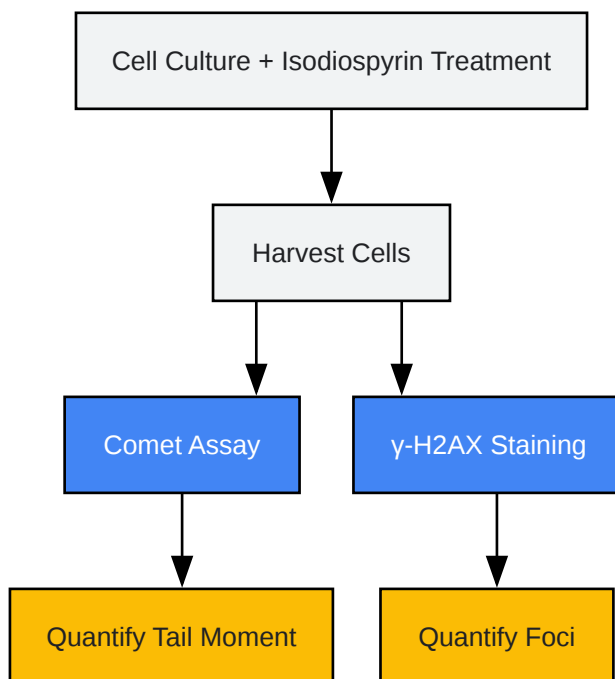 Cell Culture + Isodiospyrin Treatment
Harvest Cells
Comet Assay
γ-H2AX Staining
Quantify Tail Moment
Quantify Foci